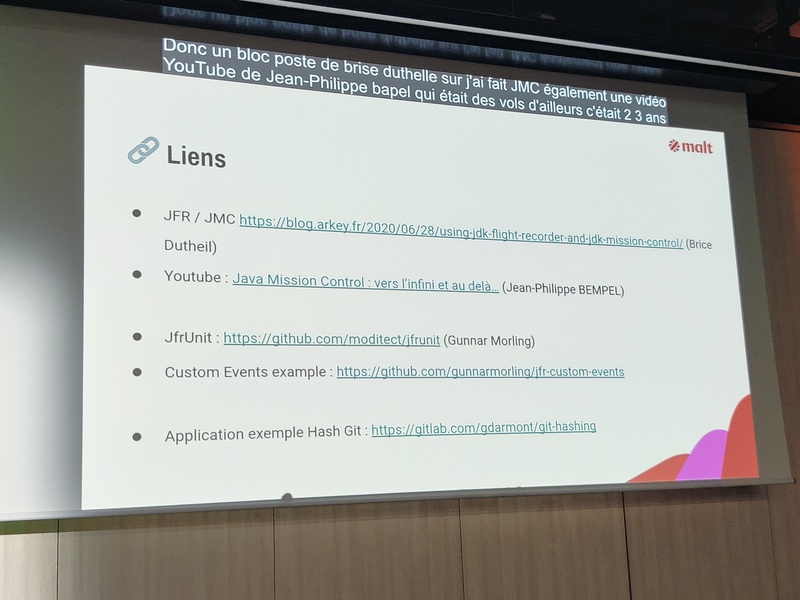 Donc un bloc poste de brise duthelle sur j'ai fait JMC également une vidéo
YouTube de Jean-Philippe bapel qui était des vols d'ailleurs c'était 2 3 ans
malt
Liens
JFR / JMC https://blog.arkey.fr/2020/06/28/using-jdk-flight-recorder-and-jdk-mission-control/ (Brice
Dutheil)
Youtube : Java Mission Control : vers l'infini et au delà... (Jean-Philippe BEMPEL)
JfrUnit : https://github.com/moditect/jfrunit (Gunnar Morling)
Custom Events example : https://github.com/gunnarmorling/jfr-custom-events
Application exemple Hash Git : https://gitlab.com/gdarmont/git-hashing